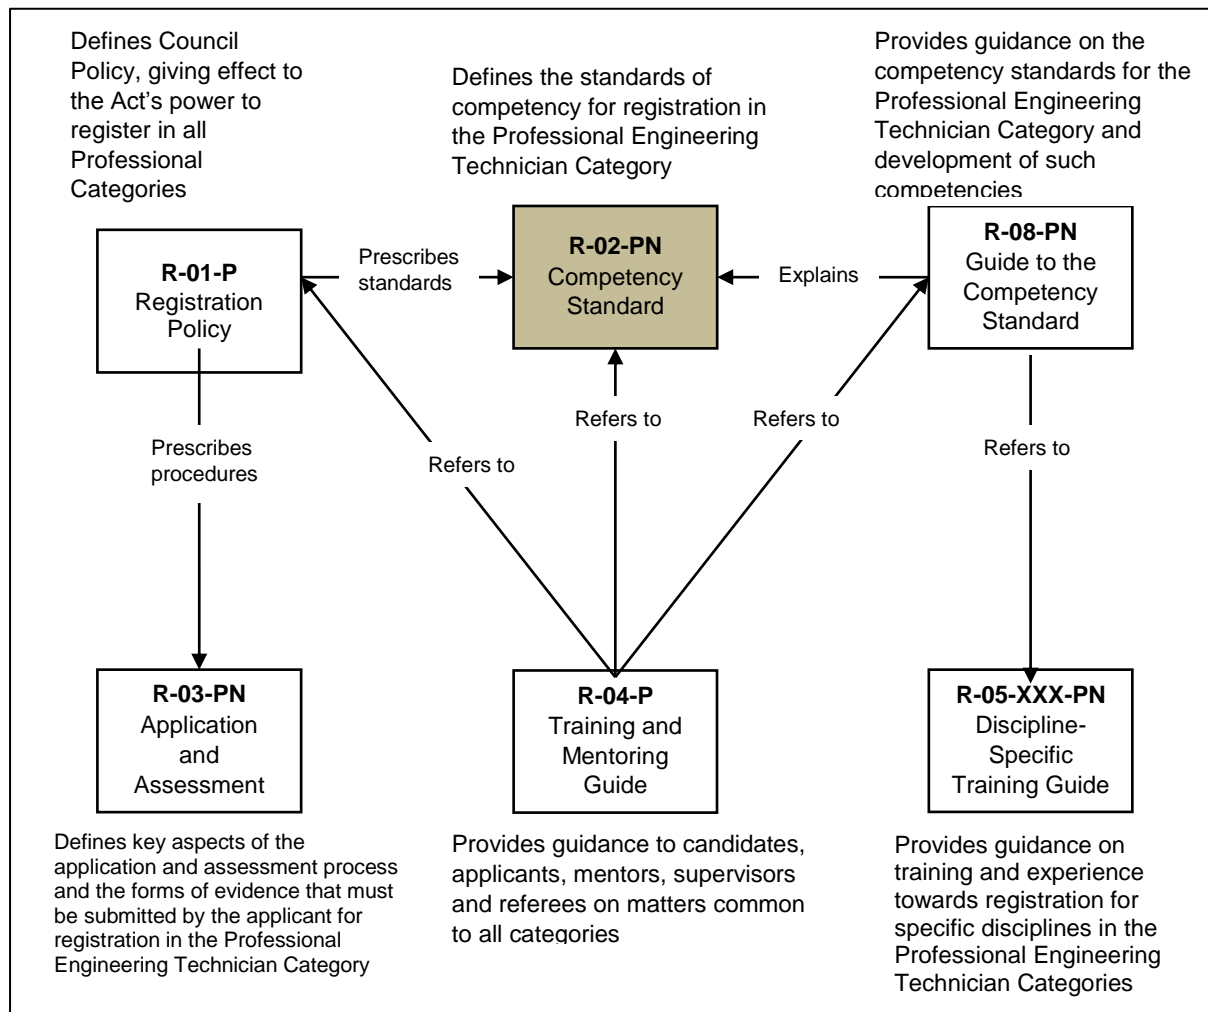 Defines Council
Policy, giving effect to
the Act's power to
register in all
Professional
Categories
Defines the standards of
competency for registration in
the Professional Engineering
Technician Category
Provides guidance on the
competency standards for the
Professional Engineering
Technician Category and
development of such
competencies
R-01-P
Registration
Policy
Prescribes
standards
R-02-PN
Competency
Standard
Explains
R-08-PN
Guide to the
Competency
Standard
Prescribes
procedures
Refers to
Refers to
Refers to
Refers to
R-03-PN
Application
and
Assessment
R-04-P
Training and
Mentoring
Guide
R-05-XXX-PN
Discipline-
Specific
Training Guide
Defines key aspects of the
application and assessment process
and the forms of evidence that must
be submitted by the applicant for
registration in the Professional
Engineering Technician Category
Provides guidance to candidates,
applicants, mentors, supervisors
and referees on matters common
to all categories
Provides guidance on
training and experience
towards registration for
specific disciplines in the
Professional Engineering
Technician Categories